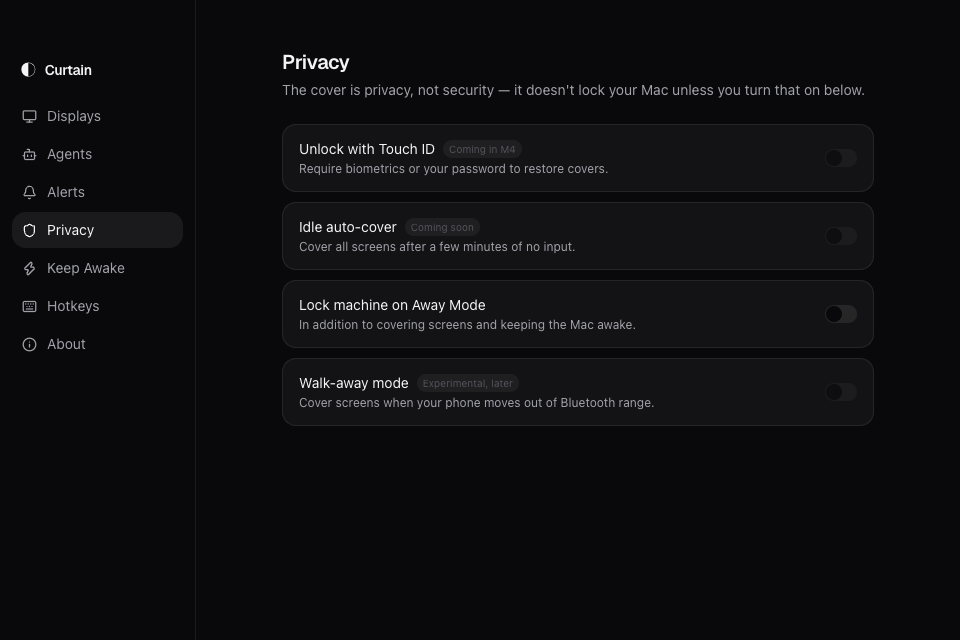 Curtain
Displays
Agents
Alerts
Privacy
Keep Awake
Hotkeys
About
Privacy
The cover is privacy, not security — it doesn't lock your Mac unless you turn that on below.
Unlock with Touch ID Coming in M4
Require biometrics or your password to restore covers.
Idle auto-cover Coming soon
Cover all screens after a few minutes of no input.
Lock machine on Away Mode
In addition to covering screens and keeping the Mac awake.
Walk-away mode Experimental, later
Cover screens when your phone moves out of Bluetooth range.